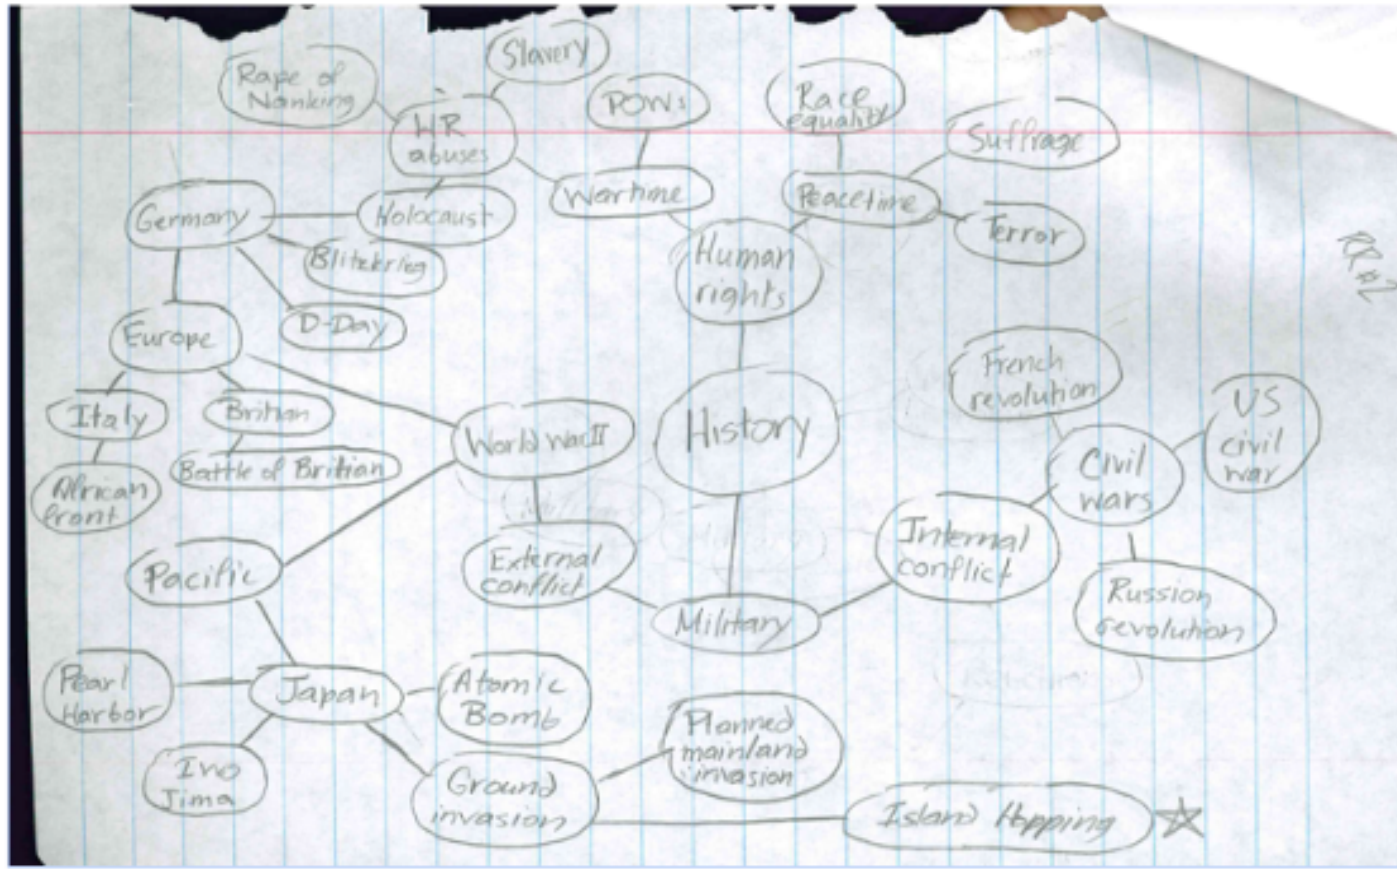 Slavery
Rape of
Nanking
POWs
Race
equality
HR
abuses
Suffrage
Wartime
Peacetime
Germany
Holocaust
Terror
Human
rights
Blitzkrieg
D-Day
Europe
French
revolution
Italy
Britian
World War II
History
US
civil
war
Battle of Britian
Civil
wars
African
front
Internal
conflict
External
conflict
Pacific
Military
Russion
revolution
Pearl
Harbor
Japan
Atomic
Bomb
Planned
mainland
invasion
Iwo
Jima
Ground
invasion
Island Hopping